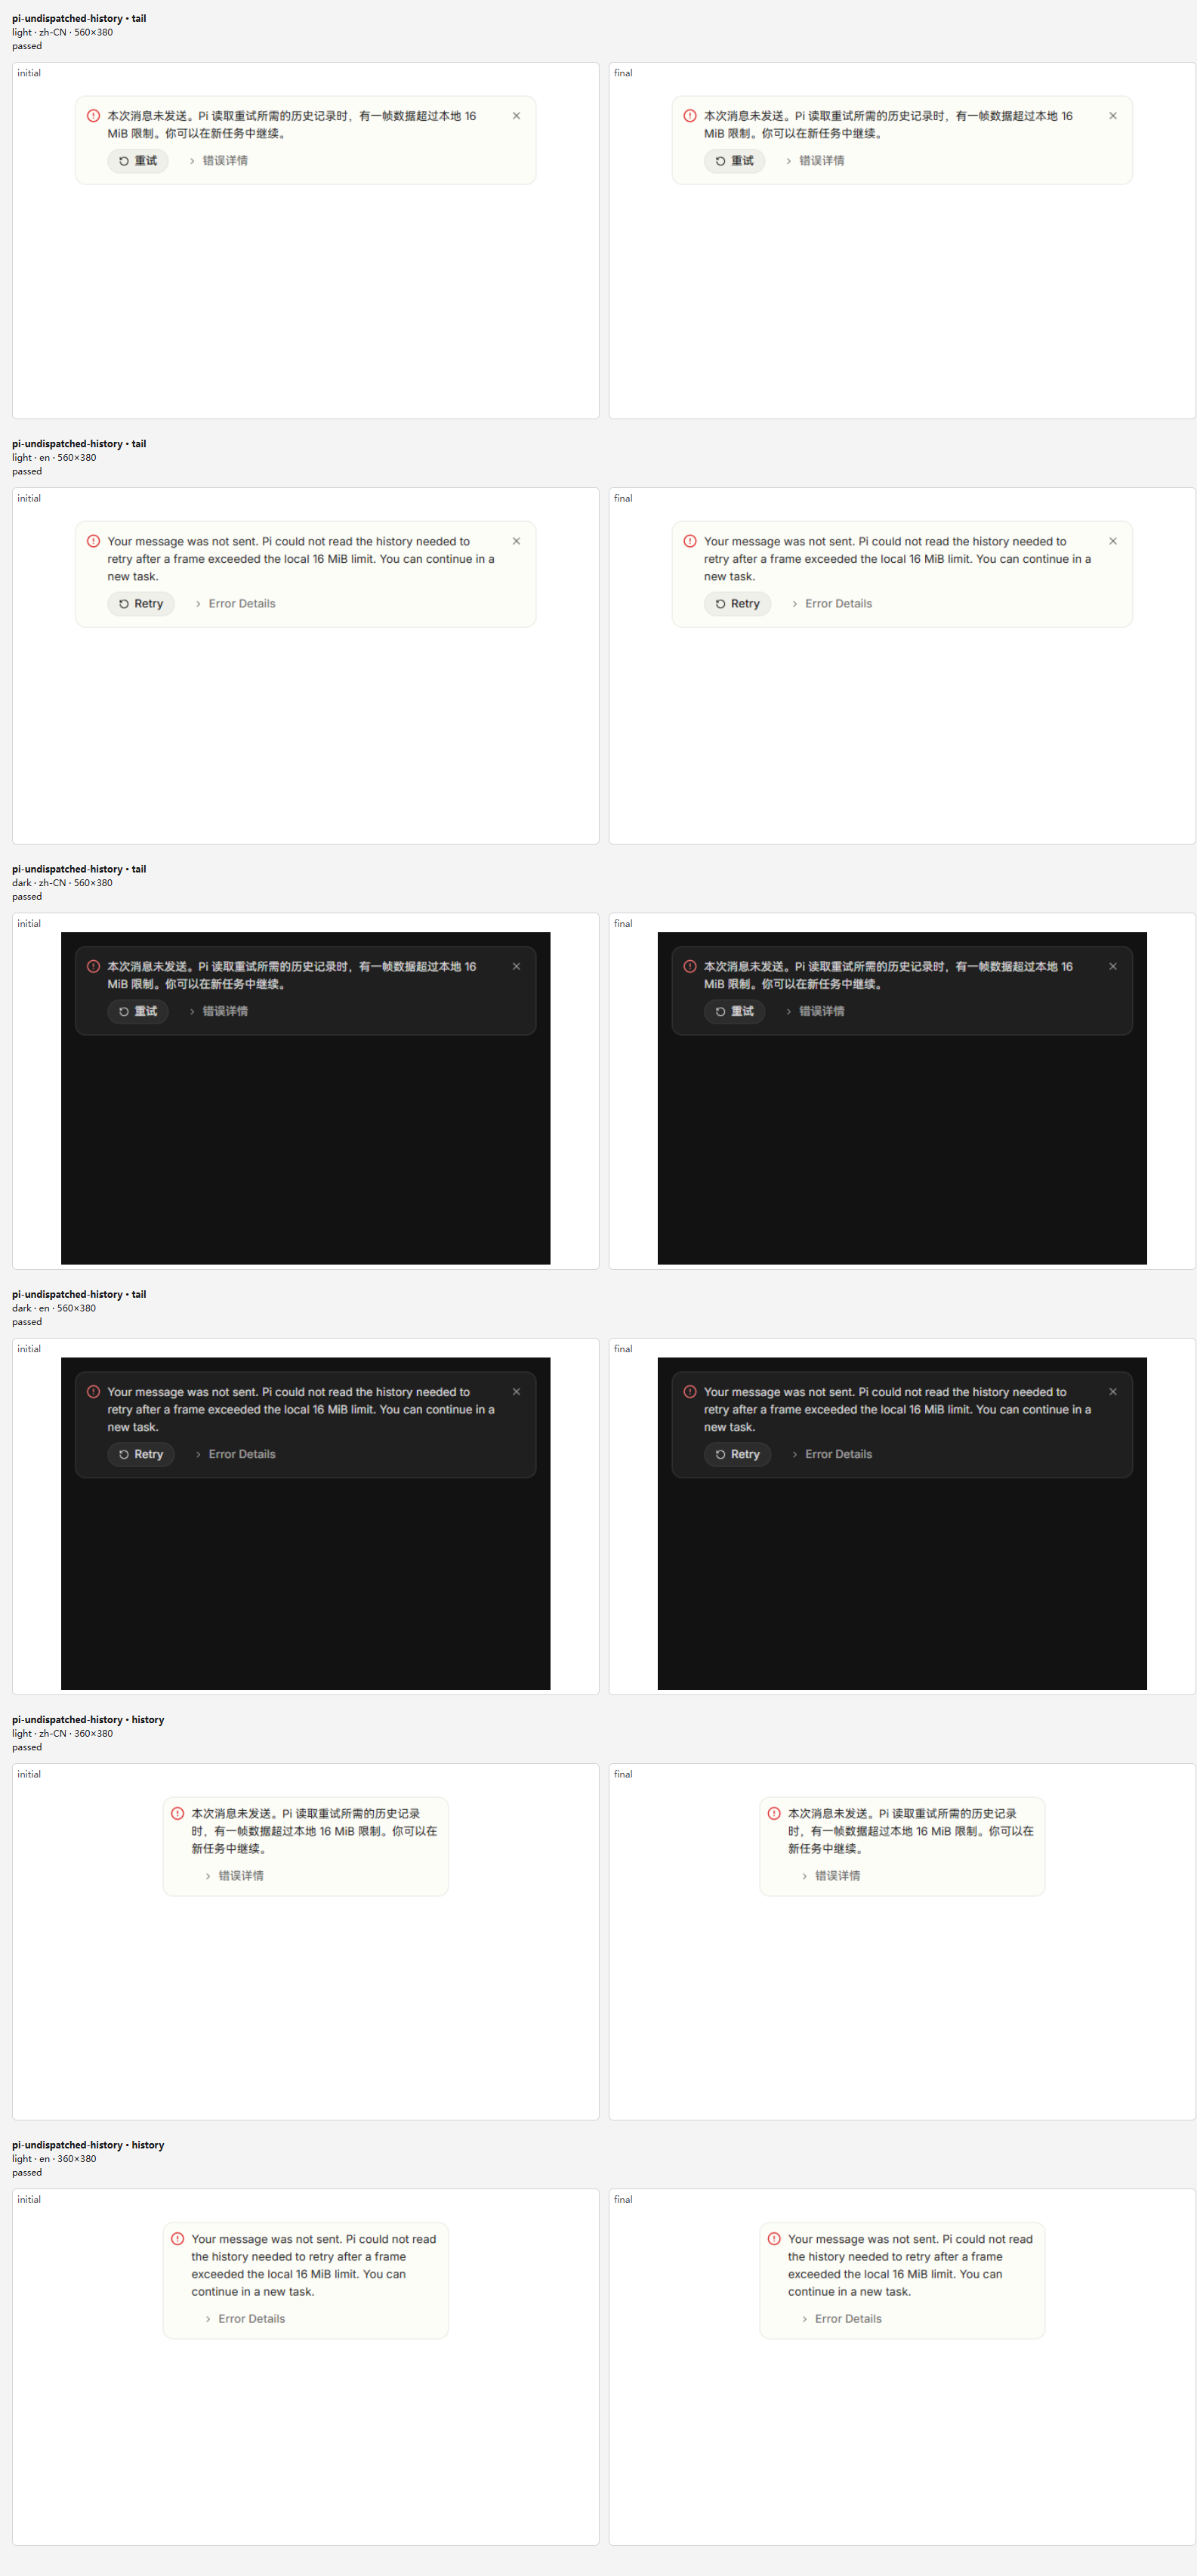 pi-undispatched-history • tail
light · zh-CN · 560×380
passed
initial
本次消息未发送。Pi 读取重试所需的历史记录时，有一帧数据超过本地 16
MiB 限制。你可以在新任务中继续。
重试
错误详情
final
本次消息未发送。Pi 读取重试所需的历史记录时，有一帧数据超过本地 16
MiB 限制。你可以在新任务中继续。
重试
错误详情
pi-undispatched-history • tail
light · en · 560×380
passed
initial
Your message was not sent. Pi could not read the history needed to
retry after a frame exceeded the local 16 MiB limit. You can continue in a
new task.
Retry
Error Details
final
Your message was not sent. Pi could not read the history needed to
retry after a frame exceeded the local 16 MiB limit. You can continue in a
new task.
Retry
Error Details
pi-undispatched-history • tail
dark · zh-CN · 560×380
passed
initial
本次消息未发送。Pi 读取重试所需的历史记录时，有一帧数据超过本地 16
MiB 限制。你可以在新任务中继续。
重试
错误详情
final
本次消息未发送。Pi 读取重试所需的历史记录时，有一帧数据超过本地 16
MiB 限制。你可以在新任务中继续。
重试
错误详情
pi-undispatched-history • tail
dark · en · 560×380
passed
initial
Your message was not sent. Pi could not read the history needed to
retry after a frame exceeded the local 16 MiB limit. You can continue in a
new task.
Retry
Error Details
final
Your message was not sent. Pi could not read the history needed to
retry after a frame exceeded the local 16 MiB limit. You can continue in a
new task.
Retry
Error Details
pi-undispatched-history • history
light · zh-CN · 360×380
passed
initial
本次消息未发送。Pi 读取重试所需的历史记录
时，有一帧数据超过本地 16 MiB 限制。你可以在
新任务中继续。
错误详情
final
本次消息未发送。Pi 读取重试所需的历史记录
时，有一帧数据超过本地 16 MiB 限制。你可以在
新任务中继续。
错误详情
pi-undispatched-history • history
light · en · 360×380
passed
initial
Your message was not sent. Pi could not read
the history needed to retry after a frame
exceeded the local 16 MiB limit. You can
continue in a new task.
Error Details
final
Your message was not sent. Pi could not read
the history needed to retry after a frame
exceeded the local 16 MiB limit. You can
continue in a new task.
Error Details